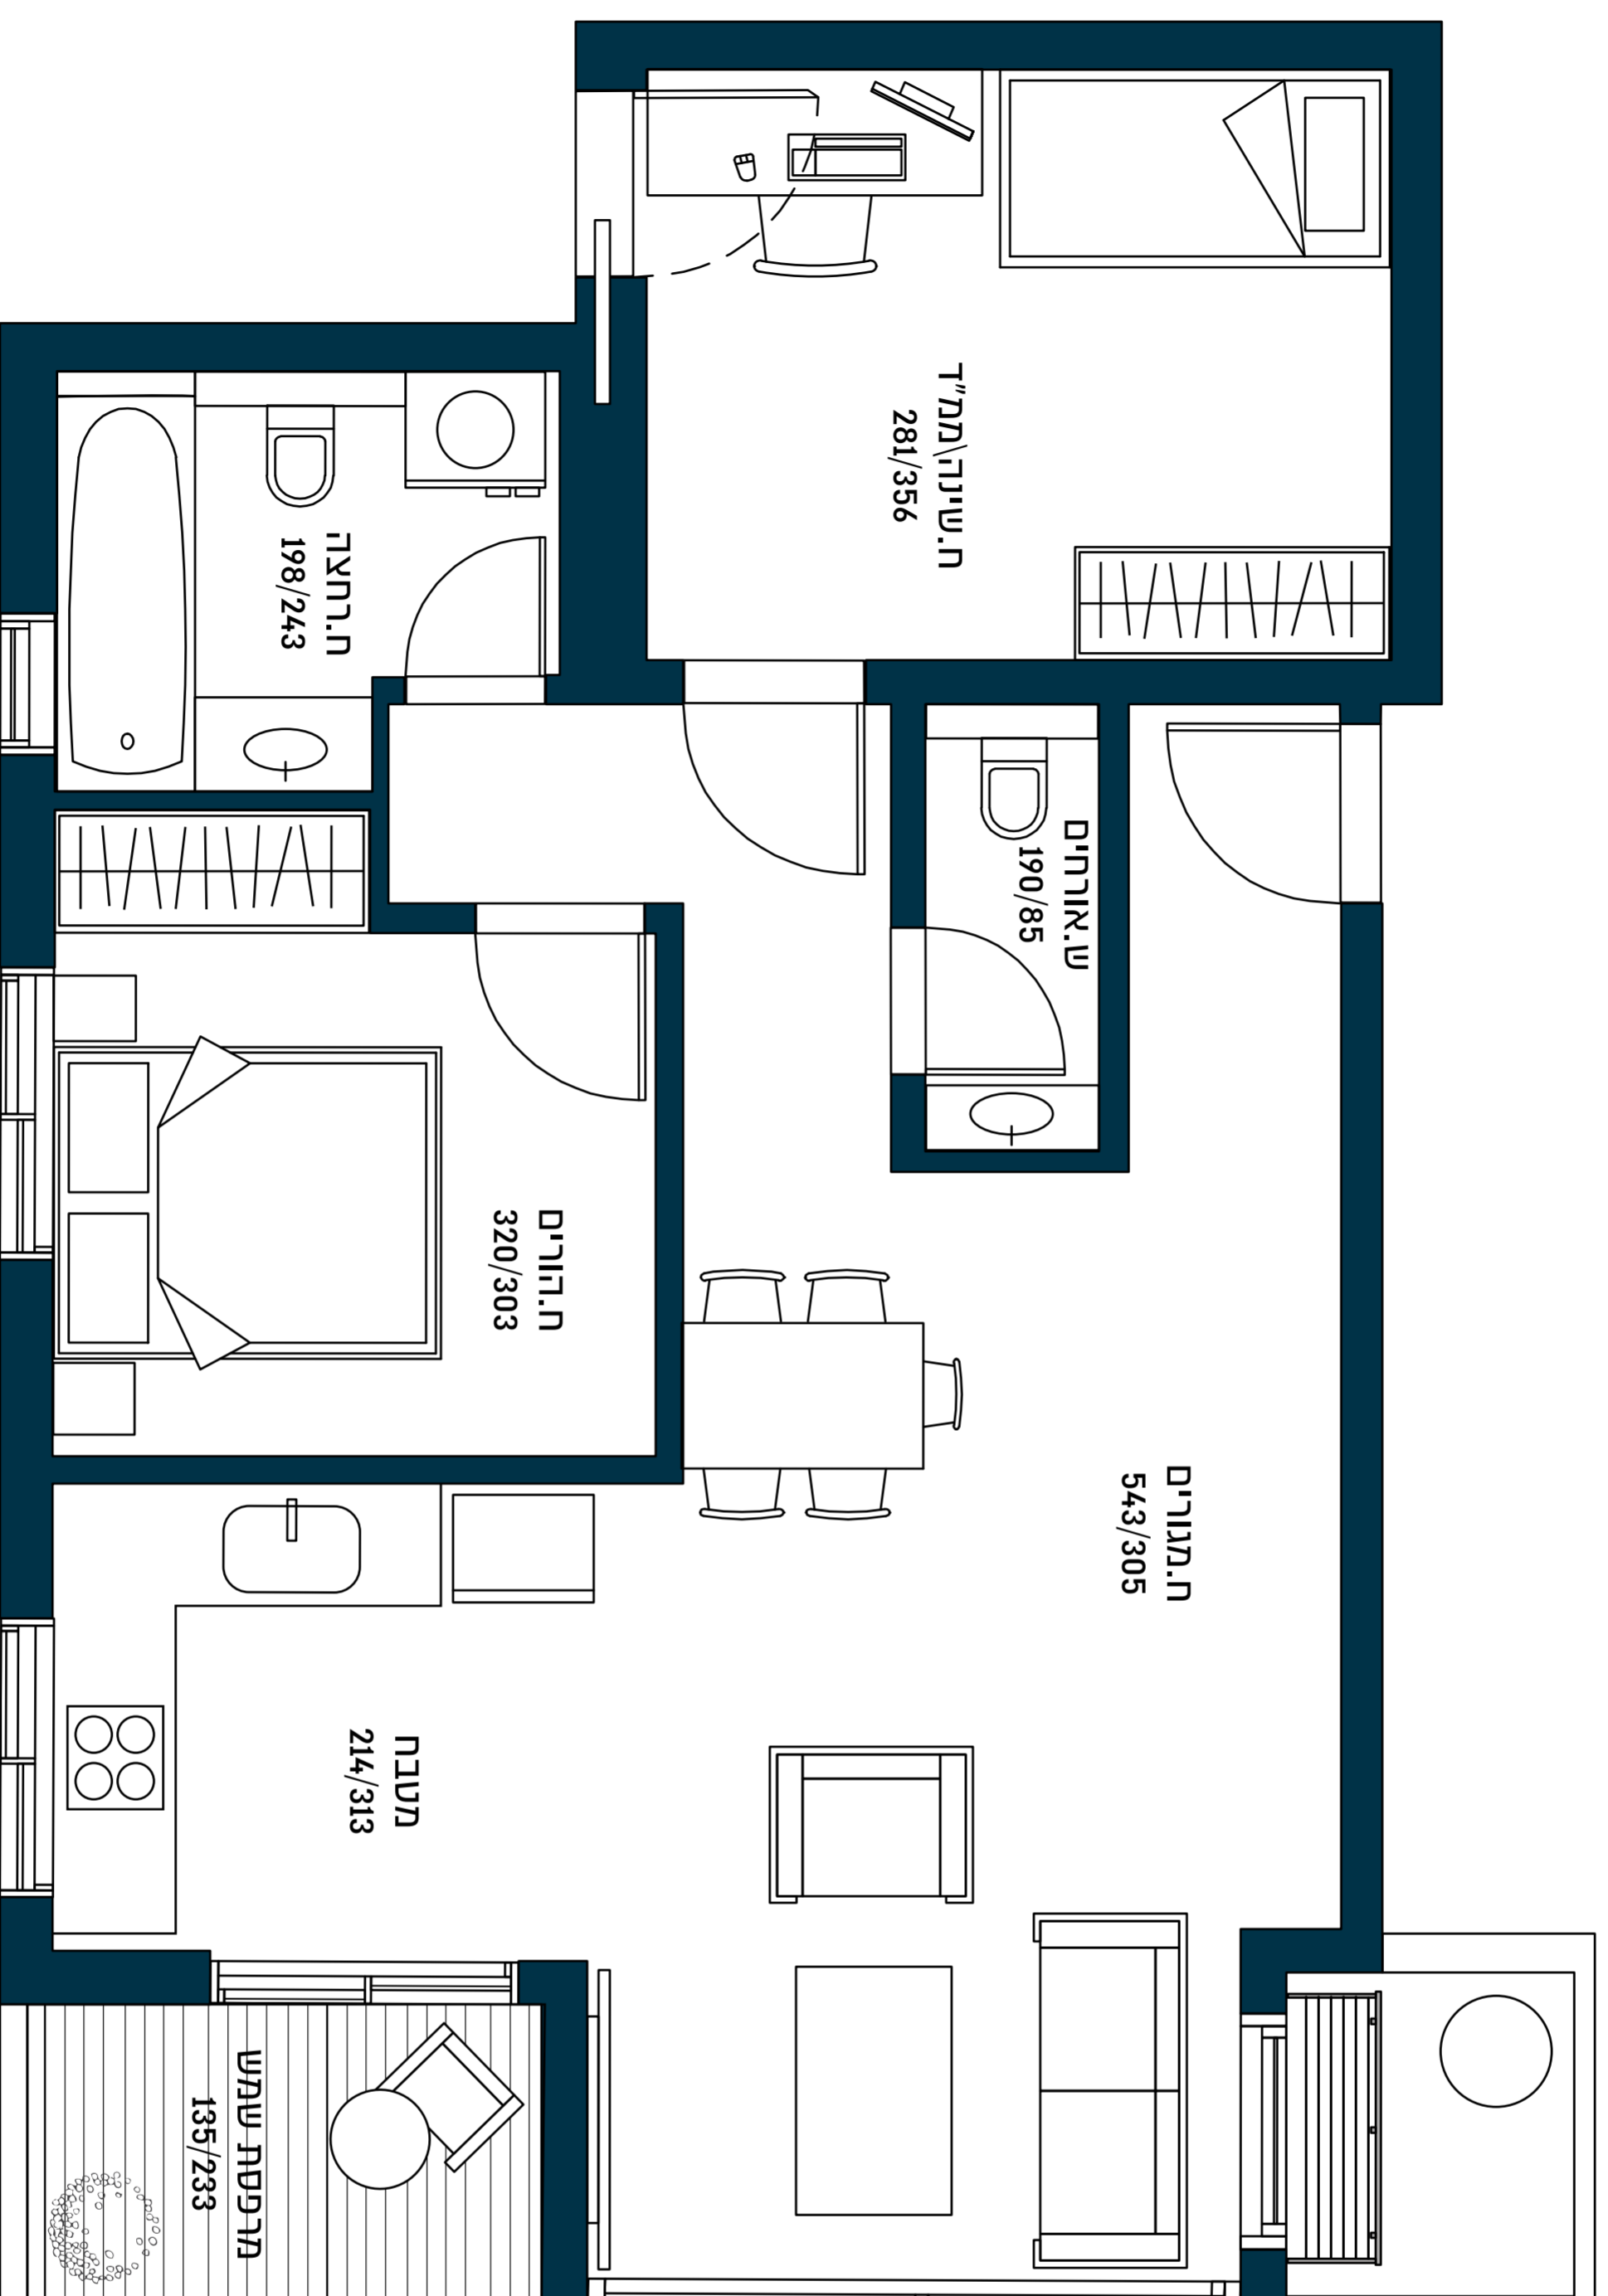 ח.שינה\ממ״ד
281/356
ח.רחצה
198/243
ש.אורחים
190/85
ח.הורים
320/303
ח.מגורים
543/305
מטבח
214/313
מרפסת שמש
135/233